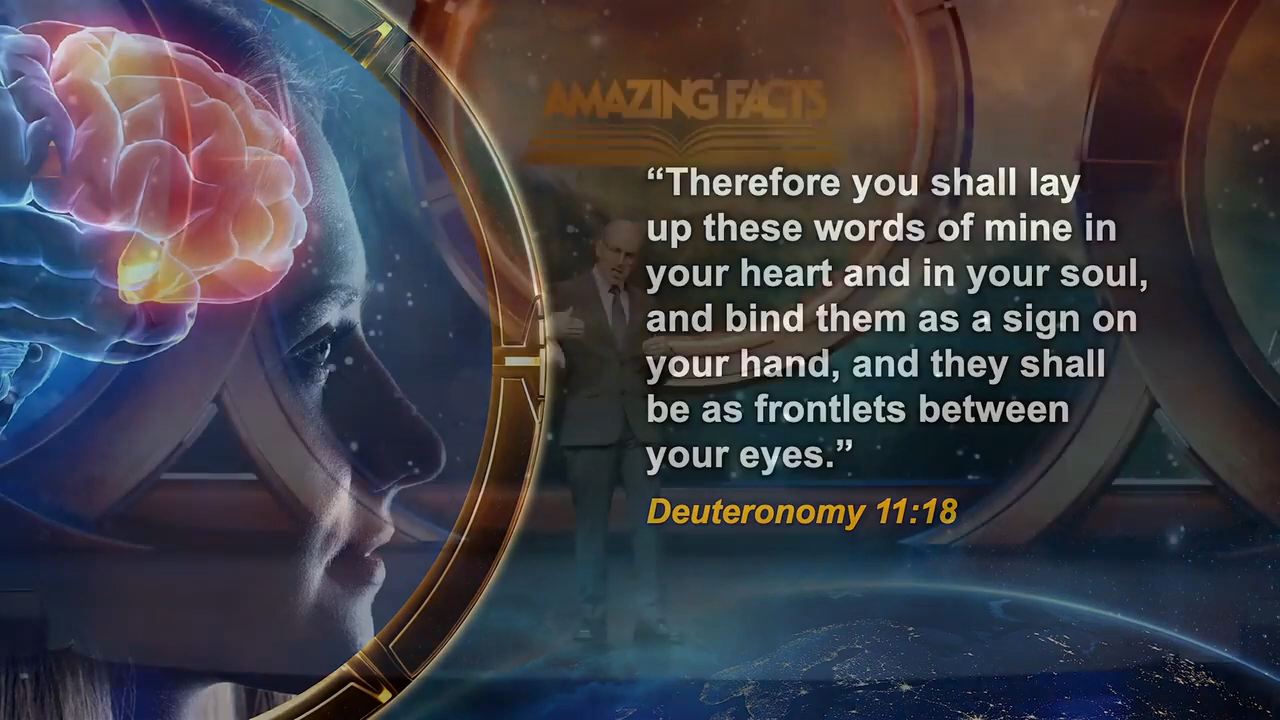 AMAZING FACTS
“Therefore you shall lay
up these words of mine in
your heart and in your soul,
and bind them as a sign on
your hand, and they shall
be as frontlets between
your eyes.”
Deuteronomy 11:18